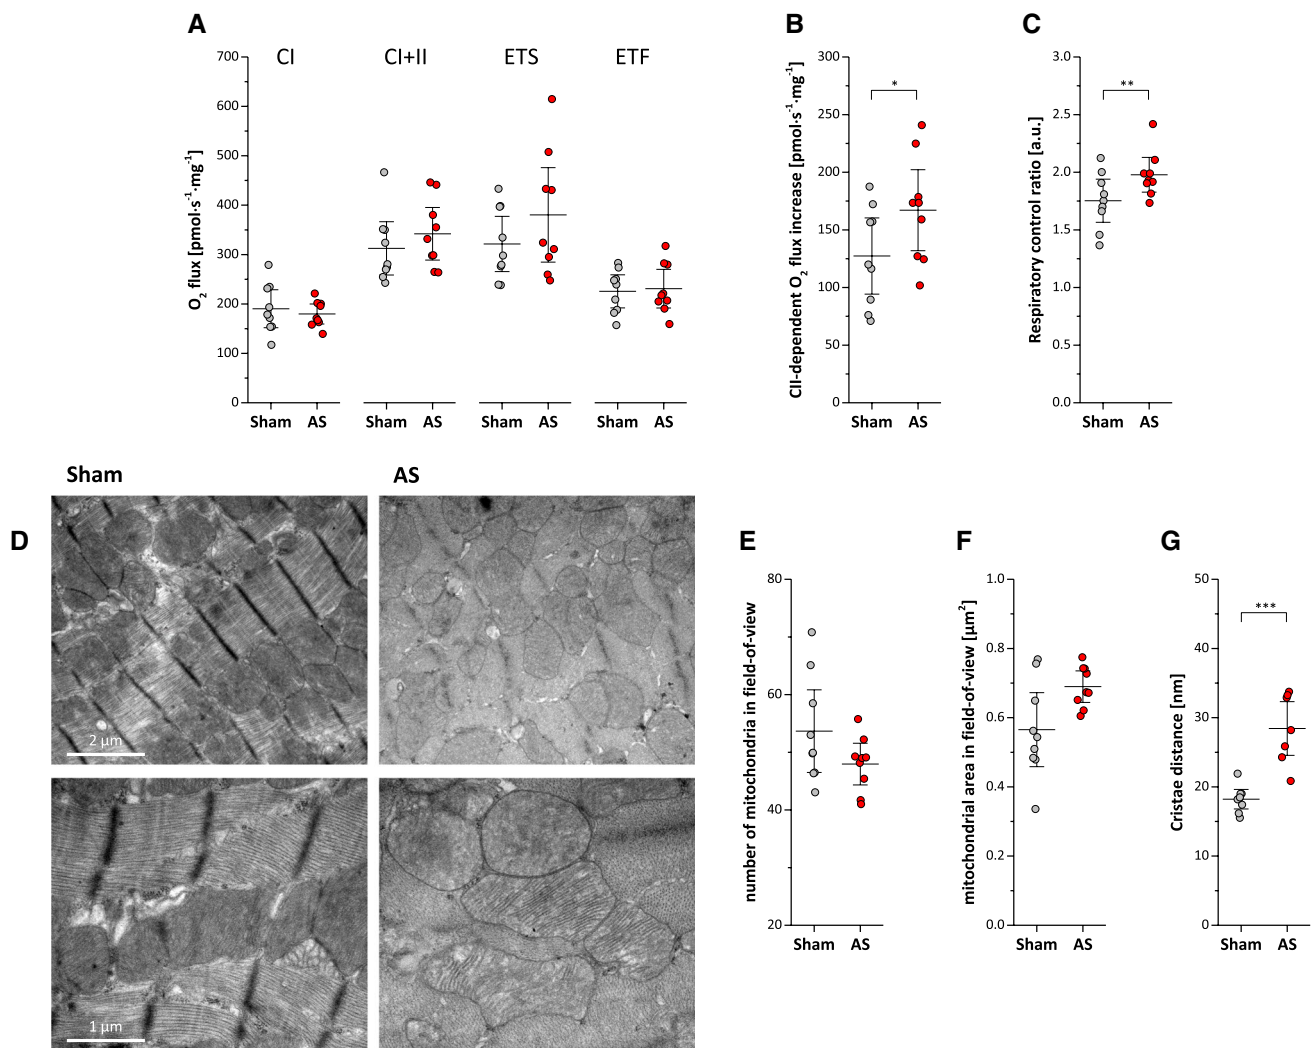 A
B
C
CI
CI+II
ETS
ETF
O2 flux [pmol·s-1·mg-1]
700
600
500
400
300
200
100
0
Sham AS Sham AS Sham AS Sham AS
CII-dependent O2 flux increase [pmol·s-1·mg-1]
300
250
200
150
100
50
0
*
Sham AS
Respiratory control ratio [a.u.]
3.0
2.5
2.0
1.5
1.0
0.5
0.0
**
Sham AS
D
Sham
AS
2 µm
1 µm
E
number of mitochondria in field-of-view
80
60
40
20
Sham AS
F
mitochondrial area in field-of-view [µm2]
1.0
0.8
0.6
0.4
0.2
0.0
Sham AS
G
Cristae distance [nm]
50
40
30
20
10
0
***
Sham AS